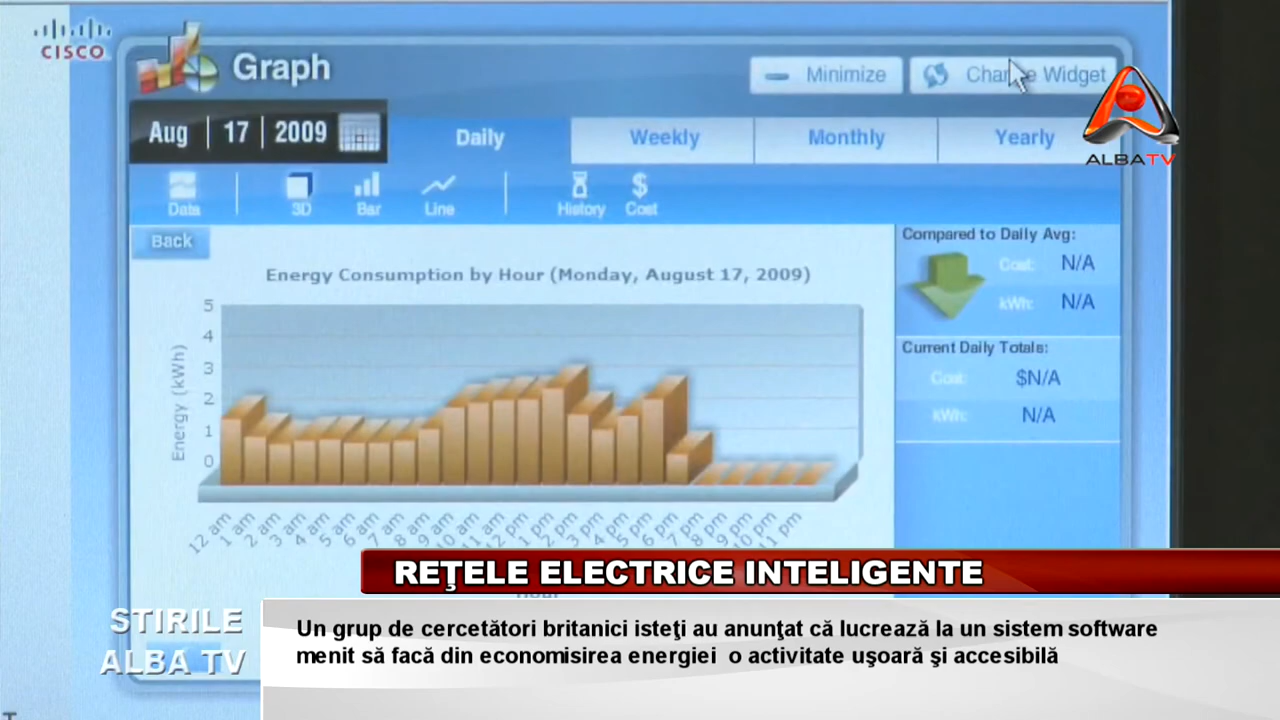 CISCO
Graph
Minimize
Change Widget
Aug 17 2009
Daily
Weekly
Monthly
Yearly
ALBATV
Data
3D
Bar
Line
History
Cost
Back
Compared to Daily Avg:
Cost: N/A
kWh: N/A
Current Daily Totals:
Cost: $N/A
kWh: N/A
Energy Consumption by Hour (Monday, August 17, 2009)
Energy (kWh)
5
4
3
2
1
0
12 am
1 am
2 am
3 am
4 am
5 am
6 am
7 am
8 am
9 am
10 am
11 am
12 pm
1 pm
2 pm
3 pm
4 pm
5 pm
6 pm
7 pm
8 pm
9 pm
10 pm
11 pm
Hour
REŢELE ELECTRICE INTELIGENTE
STIRILE
ALBA TV
Un grup de cercetători britanici isteţi au anunţat că lucrează la un sistem software
menit să facă din economisirea energiei o activitate uşoară şi accesibilă